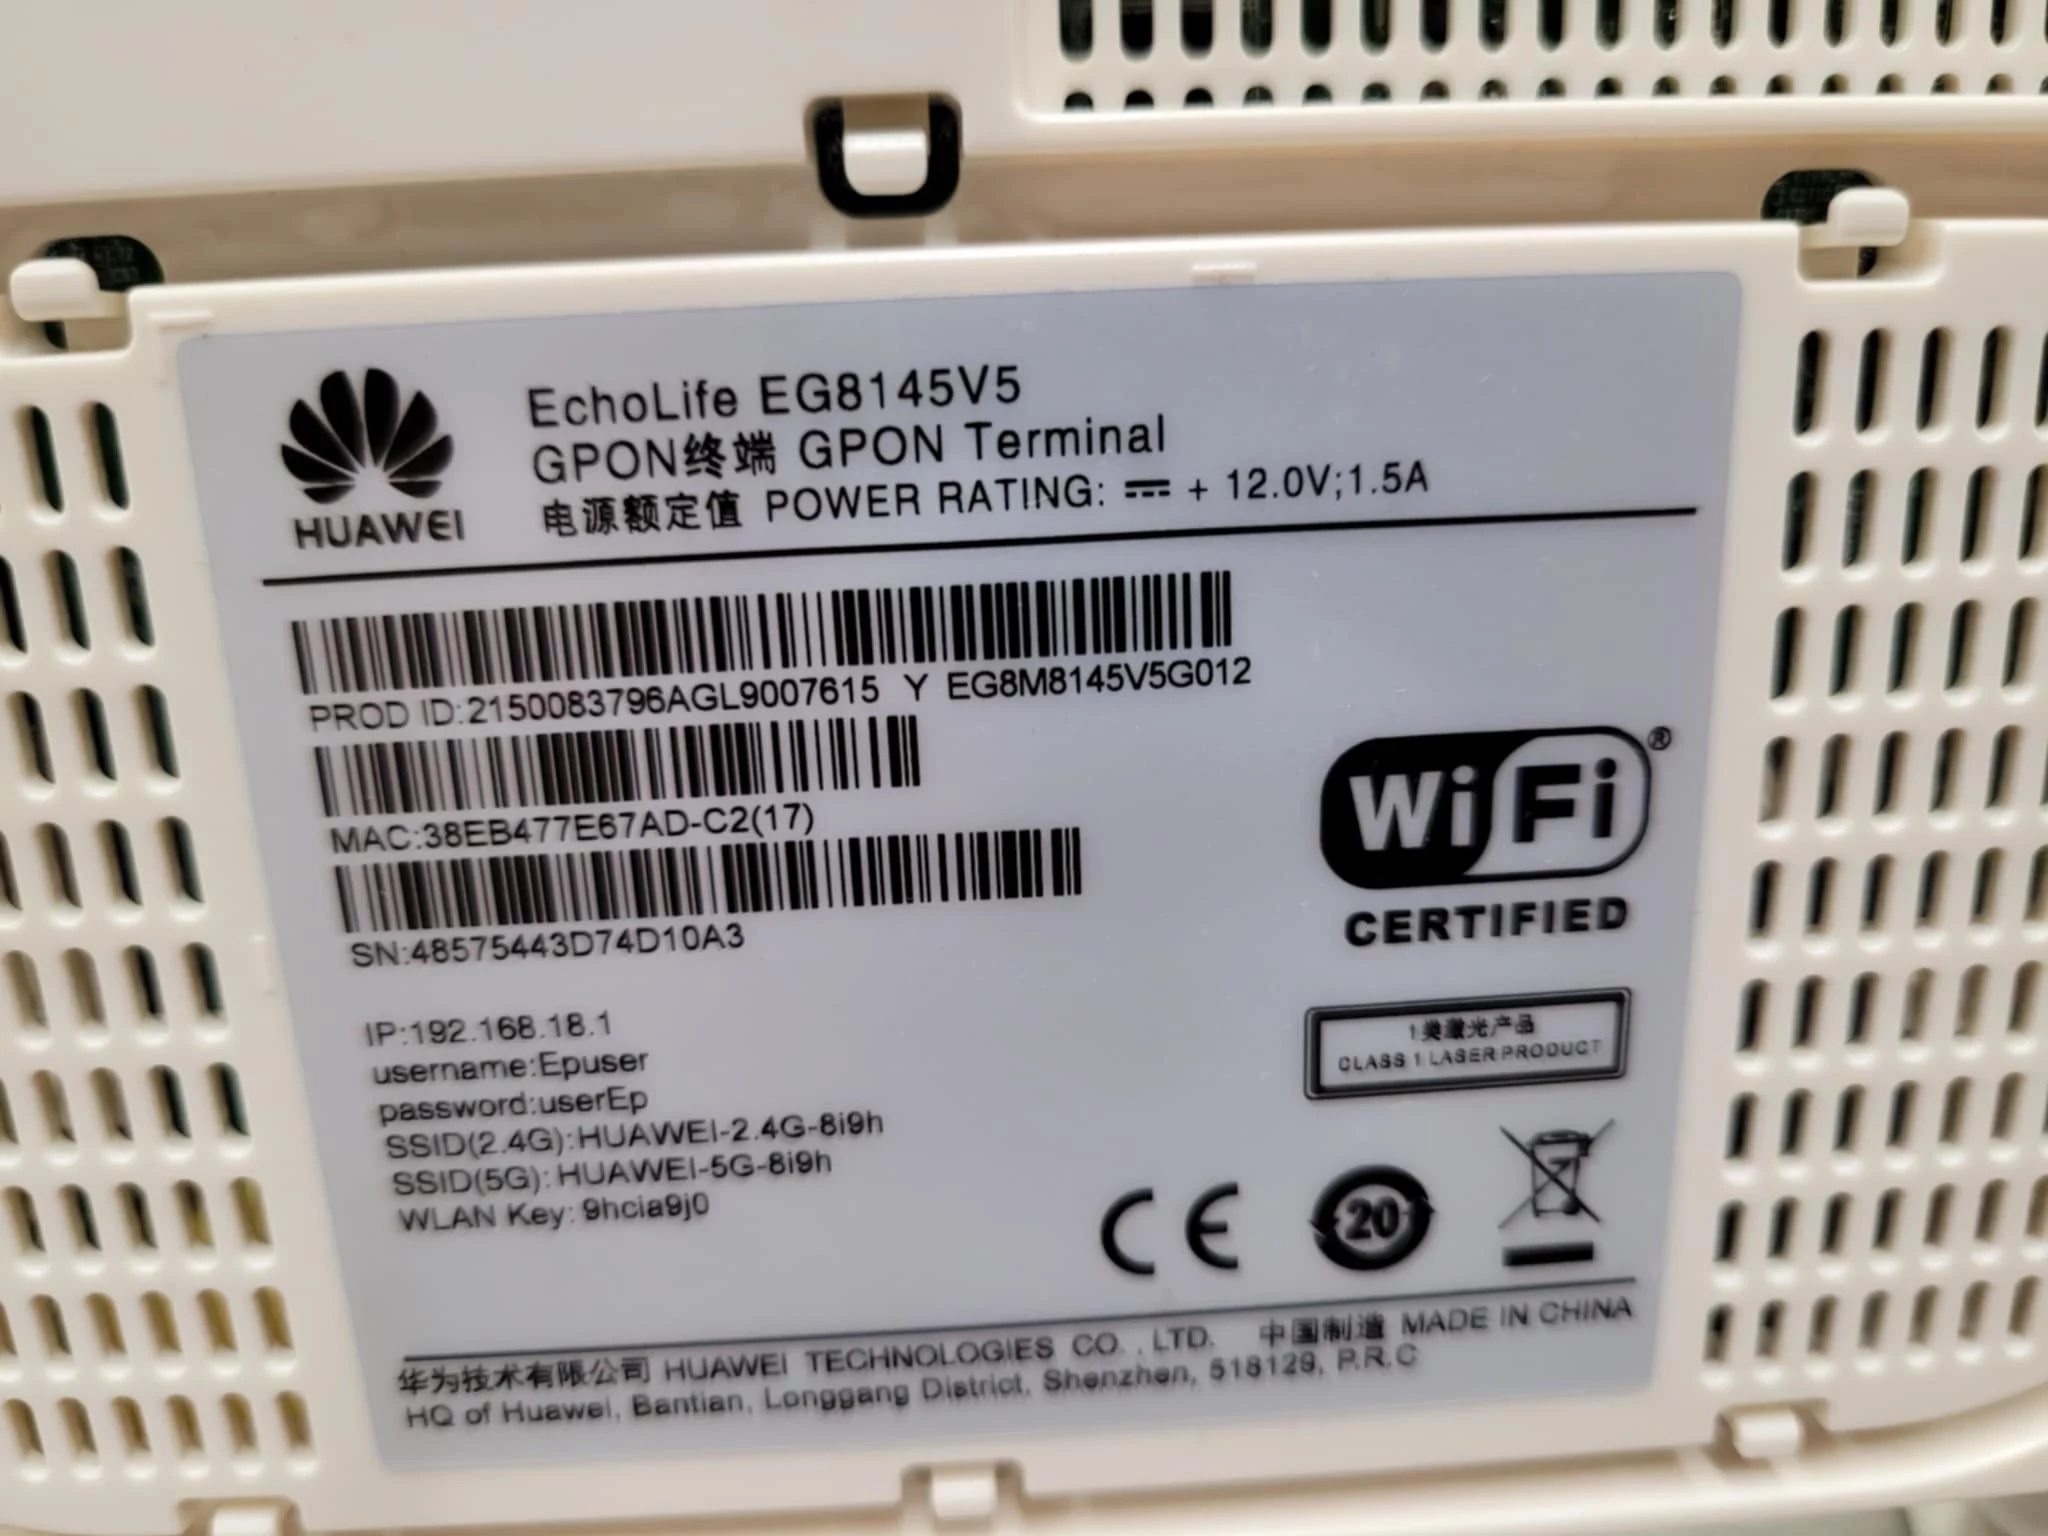 HUAWEI
EchoLife EG8145V5
GPON终端 GPON Terminal
电源额定值 POWER RATING: ⎓ + 12.0V;1.5A
PROD ID:2150083796AGL9007615 Y EG8M8145V5G012
MAC:38EB477E67AD-C2(17)
SN:48575443D74D10A3
WiFi®
CERTIFIED
IP:192.168.18.1
username:Epuser
password:userEp
SSID(2.4G):HUAWEI-2.4G-8i9h
SSID(5G): HUAWEI-5G-8i9h
WLAN Key: 9hcia9j0
1类激光产品
CLASS 1 LASER PRODUCT
CE
20
华为技术有限公司 HUAWEI TECHNOLOGIES CO. , LTD. 中国制造 MADE IN CHINA
HQ of Huawei, Bantian, Longgang District, Shenzhen, 518129, P.R.C